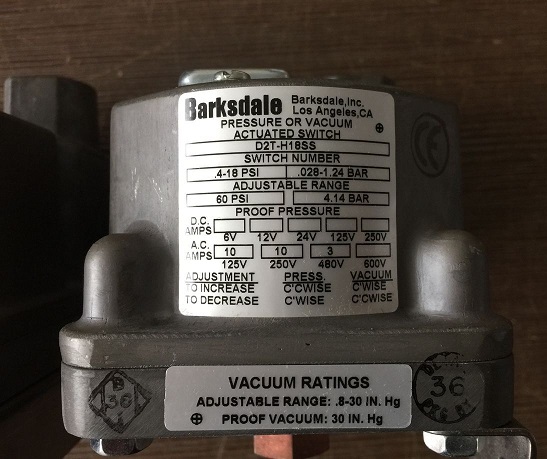 Barksdale Barksdale,Inc.
Los Angeles,CA
PRESSURE OR VACUUM
ACTUATED SWITCH
D2T-H18SS
SWITCH NUMBER
.4-18 PSI .028-1.24 BAR
ADJUSTABLE RANGE
60 PSI 4.14 BAR
PROOF PRESSURE
D.C.
AMPS
6V 12V 24V 125V 250V
A.C. 10 10 3
AMPS
125V 250V 480V 600V
ADJUSTMENT PRESS. VACUUM
TO INCREASE C'CWISE C'WISE
TO DECREASE C'WISE C'CWISE
CE
VACUUM RATINGS
ADJUSTABLE RANGE: .8-30 IN. Hg
⊕ PROOF VACUUM: 30 IN. Hg
B
36
36